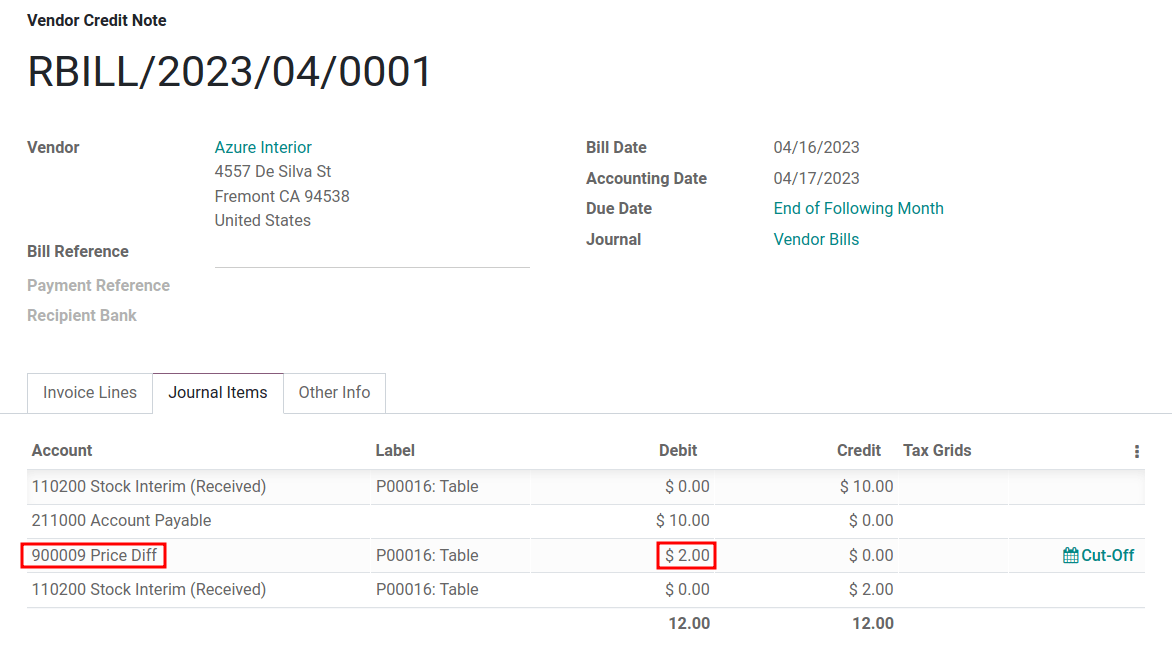 Vendor Credit Note
RBILL/2023/04/0001
Vendor Azure Interior
4557 De Silva St
Fremont CA 94538
United States
Bill Reference
Payment Reference
Recipient Bank
Bill Date 04/16/2023
Accounting Date 04/17/2023
Due Date End of Following Month
Journal Vendor Bills
Invoice Lines Journal Items Other Info
Account Label Debit Credit Tax Grids
110200 Stock Interim (Received) P00016: Table $ 0.00 $ 10.00
211000 Account Payable $ 10.00 $ 0.00
900009 Price Diff P00016: Table $ 2.00 $ 0.00 Cut-Off
110200 Stock Interim (Received) P00016: Table $ 0.00 $ 2.00
12.00 12.00